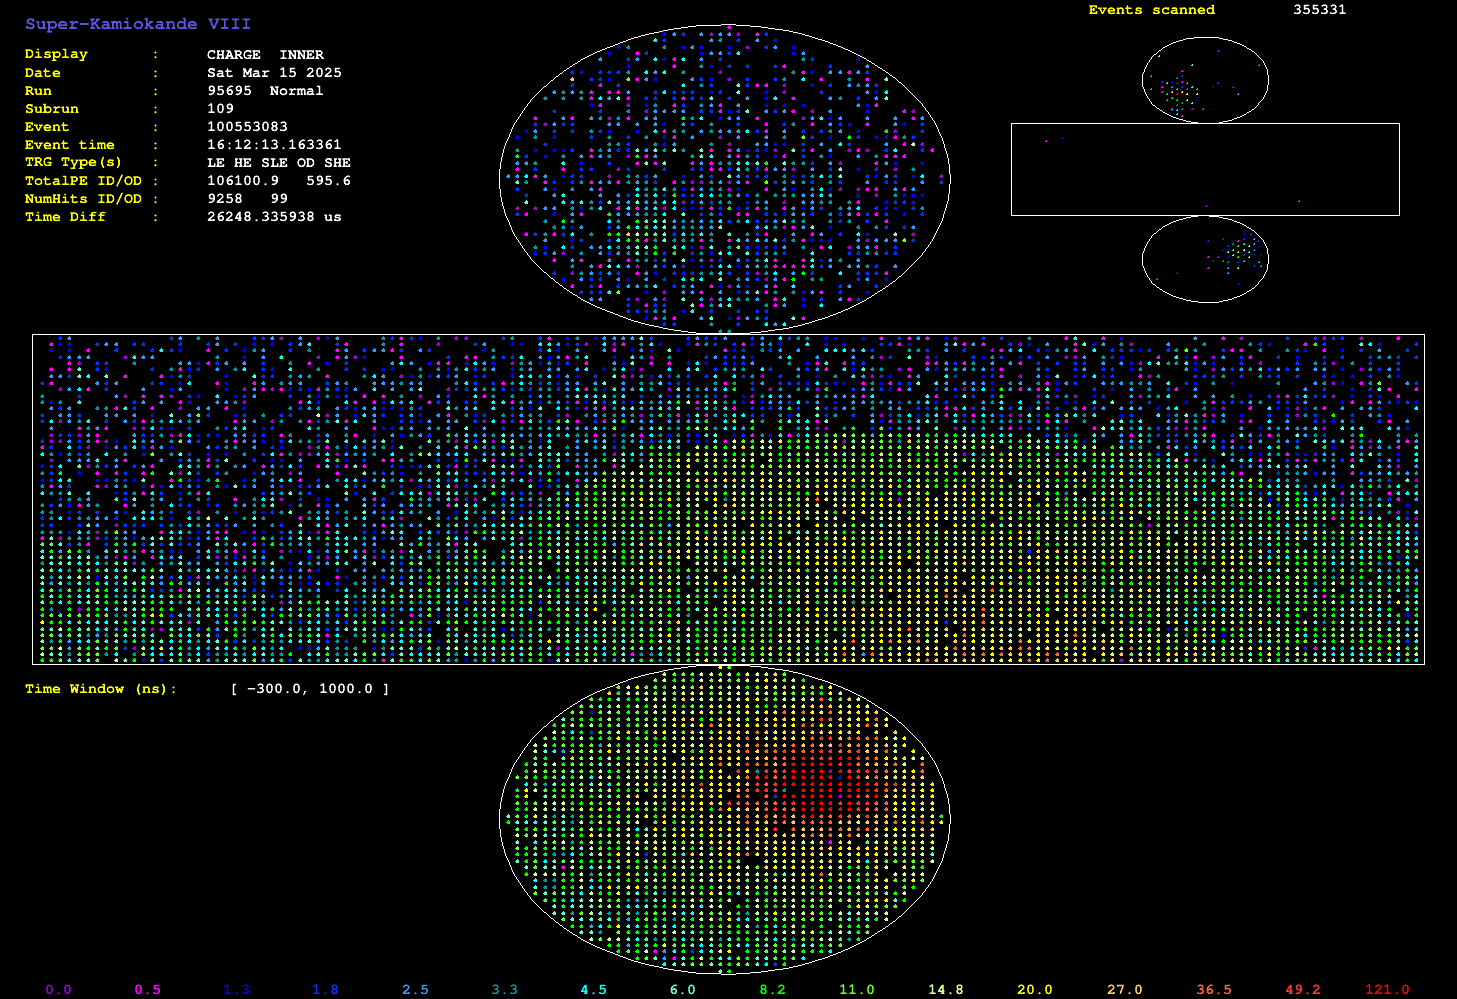 Super-Kamiokande VIII
Events scanned 355331
Display : CHARGE INNER
Date : Sat Mar 15 2025
Run : 95695 Normal
Subrun : 109
Event : 100553083
Event time : 16:12:13.163361
TRG Type(s) : LE HE SLE OD SHE
TotalPE ID/OD : 106100.9 595.6
NumHits ID/OD : 9258 99
Time Diff : 26248.335938 us
Time Window (ns): [ -300.0, 1000.0 ]
0.0 0.5 1.3 1.8 2.5 3.3 4.5 6.0 8.2 11.0 14.8 20.0 27.0 36.5 49.2 121.0